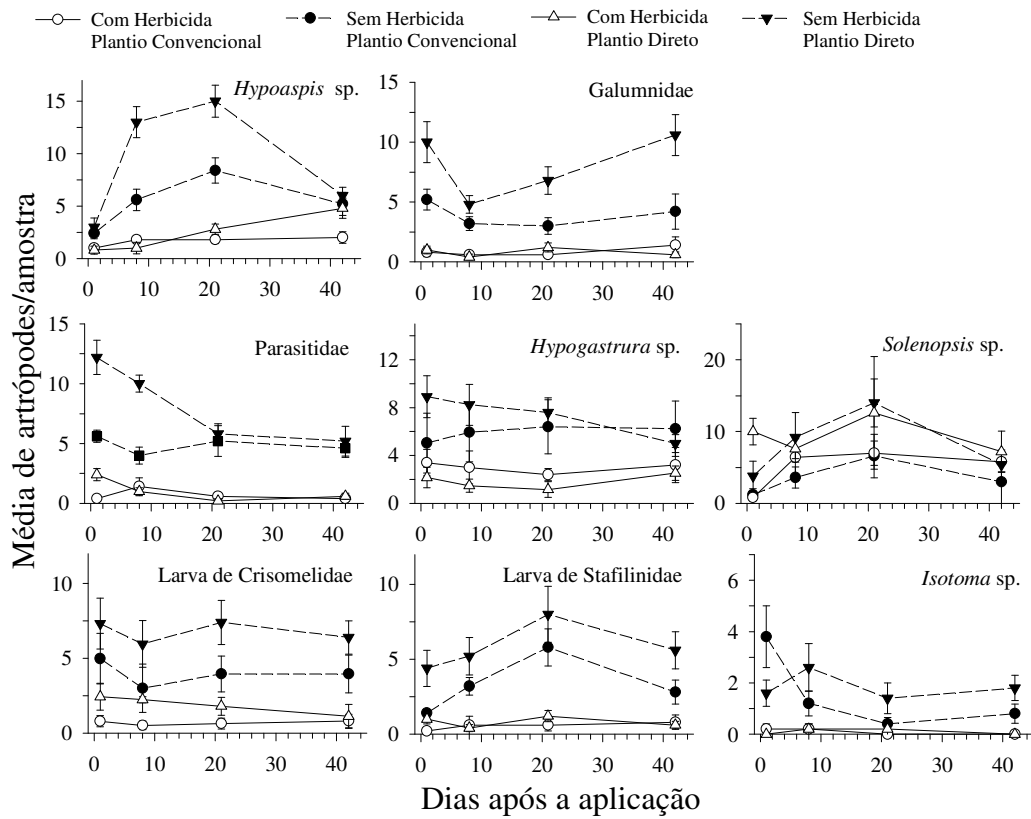 Com Herbicida
Plantio Convencional
Sem Herbicida
Plantio Convencional
Com Herbicida
Plantio Direto
Sem Herbicida
Plantio Direto
Média de artrópodes/amostra
Hypoaspis sp.
15
10
5
0
0 10 20 30 40
Galumnidae
15
10
5
0
0 10 20 30 40
Parasitidae
15
10
5
0
0 10 20 30 40
Hypogastrura sp.
12
8
4
0
0 10 20 30 40
Solenopsis sp.
20
10
0
0 10 20 30 40
Larva de Crisomelidae
10
5
0
0 10 20 30 40
Larva de Stafilinidae
10
5
0
0 10 20 30 40
Isotoma sp.
6
4
2
0
0 10 20 30 40
Dias após a aplicação